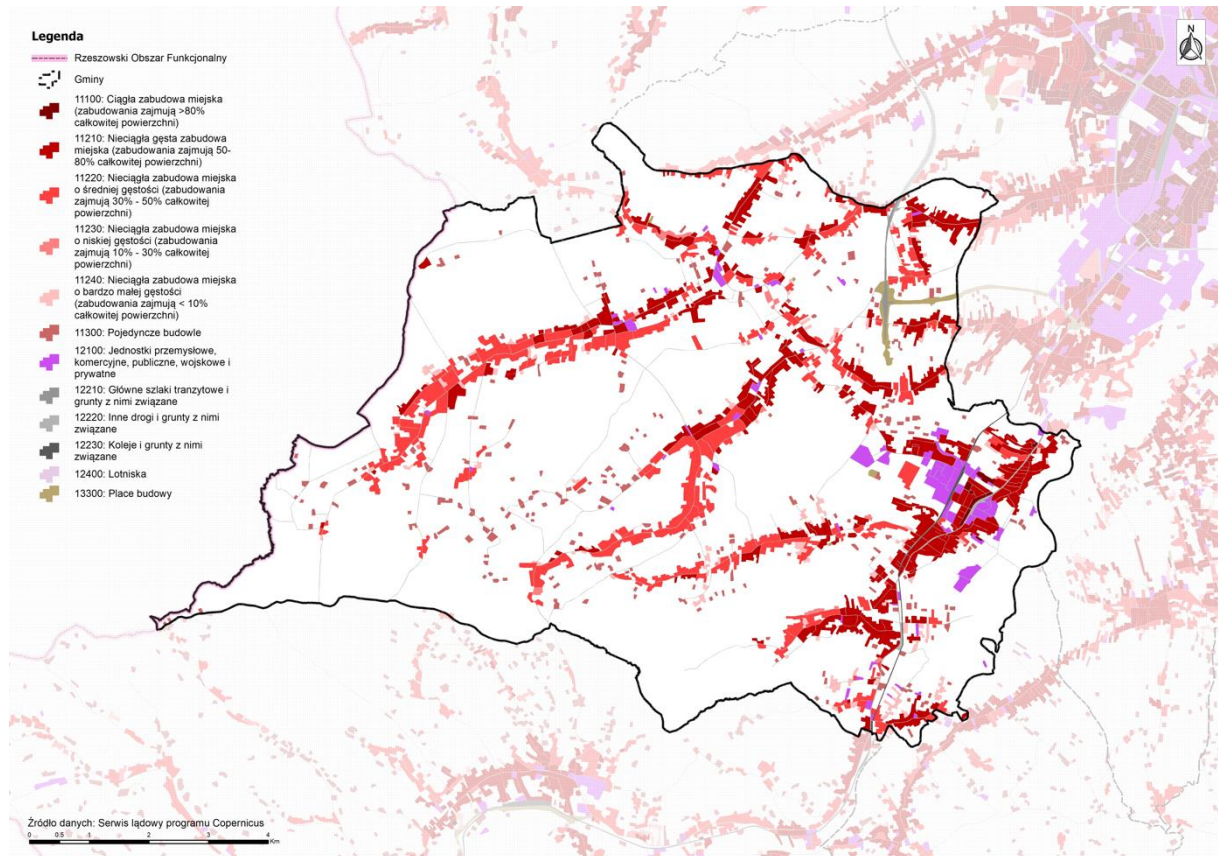 Legenda
Rzeszowski Obszar Funkcjonalny
Gminy
11100: Ciągła zabudowa miejska
(zabudowania zajmują >80%
całkowitej powierzchni)
11210: Nieciągła gęsta zabudowa
miejska (zabudowania zajmują 50-
80% całkowitej powierzchni)
11220: Nieciągła zabudowa miejska
o średniej gęstości (zabudowania
zajmują 30% - 50% całkowitej
powierzchni)
11230: Nieciągła zabudowa miejska
o niskiej gęstości (zabudowania
zajmują 10% - 30% całkowitej
powierzchni)
11240: Nieciągła zabudowa miejska
o bardzo małej gęstości
(zabudowania zajmują < 10%
całkowitej powierzchni)
11300: Pojedyncze budowle
12100: Jednostki przemysłowe,
komercyjne, publiczne, wojskowe i
prywatne
12210: Główne szlaki tranzytowe i
grunty z nimi związane
12220: Inne drogi i grunty z nimi
związane
12230: Koleje i grunty z nimi
związane
12400: Lotniska
13300: Place budowy
N
Źródło danych: Serwis lądowy programu Copernicus
0 0.5 1 2 3 4
Km